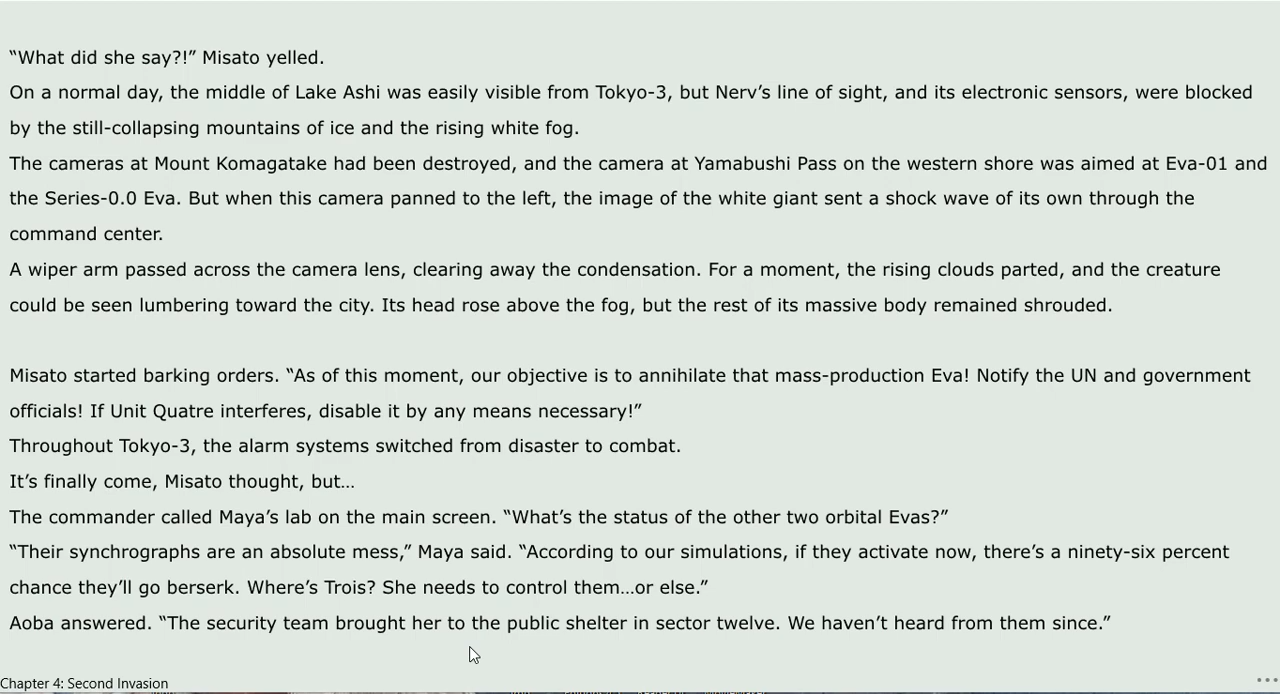 “What did she say?!” Misato yelled.
On a normal day, the middle of Lake Ashi was easily visible from Tokyo-3, but Nerv’s line of sight, and its electronic sensors, were blocked
by the still-collapsing mountains of ice and the rising white fog.
The cameras at Mount Komagatake had been destroyed, and the camera at Yamabushi Pass on the western shore was aimed at Eva-01 and
the Series-0.0 Eva. But when this camera panned to the left, the image of the white giant sent a shock wave of its own through the
command center.
A wiper arm passed across the camera lens, clearing away the condensation. For a moment, the rising clouds parted, and the creature
could be seen lumbering toward the city. Its head rose above the fog, but the rest of its massive body remained shrouded.
Misato started barking orders. “As of this moment, our objective is to annihilate that mass-production Eva! Notify the UN and government
officials! If Unit Quatre interferes, disable it by any means necessary!”
Throughout Tokyo-3, the alarm systems switched from disaster to combat.
It’s finally come, Misato thought, but…
The commander called Maya’s lab on the main screen. “What’s the status of the other two orbital Evas?”
“Their synchrographs are an absolute mess,” Maya said. “According to our simulations, if they activate now, there’s a ninety-six percent
chance they’ll go berserk. Where’s Trois? She needs to control them…or else.”
Aoba answered. “The security team brought her to the public shelter in sector twelve. We haven’t heard from them since.”
Chapter 4: Second Invasion